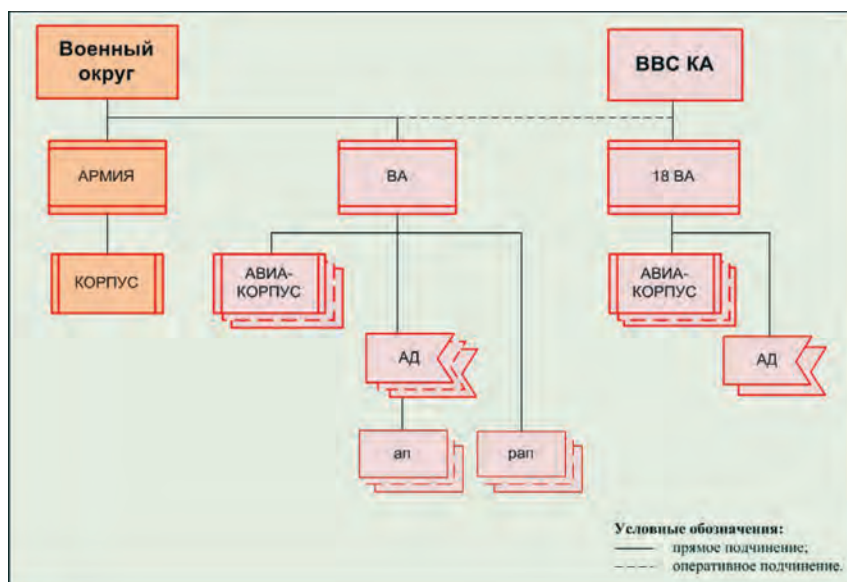 Военный
округ
ВВС КА
АРМИЯ
ВА
18 ВА
КОРПУС
АВИА-
КОРПУС
АВИА-
КОРПУС
АД
АД
ап
рап
Условные обозначения:
прямое подчинение;
оперативное подчинение.